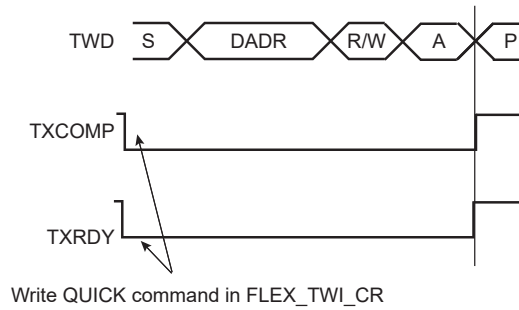 TWD S DADR R/W A P
TXCOMP
TXRDY
Write QUICK command in FLEX_TWI_CR